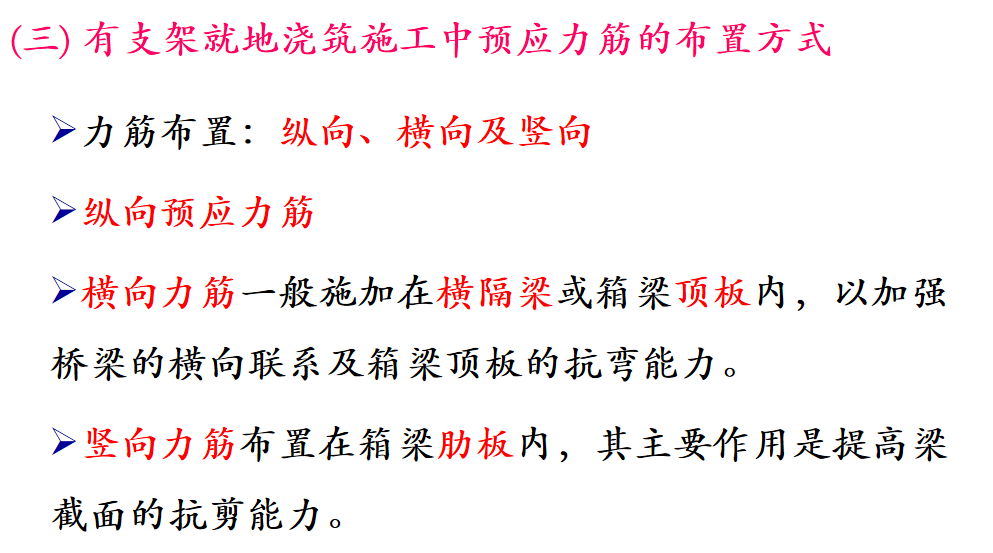 (三) 有支架就地浇筑施工中预应力筋的布置方式
➢力筋布置：纵向、横向及竖向
➢纵向预应力筋
➢横向力筋一般施加在横隔梁或箱梁顶板内，以加强
桥梁的横向联系及箱梁顶板的抗弯能力。
➢竖向力筋布置在箱梁肋板内，其主要作用是提高梁
截面的抗剪能力。